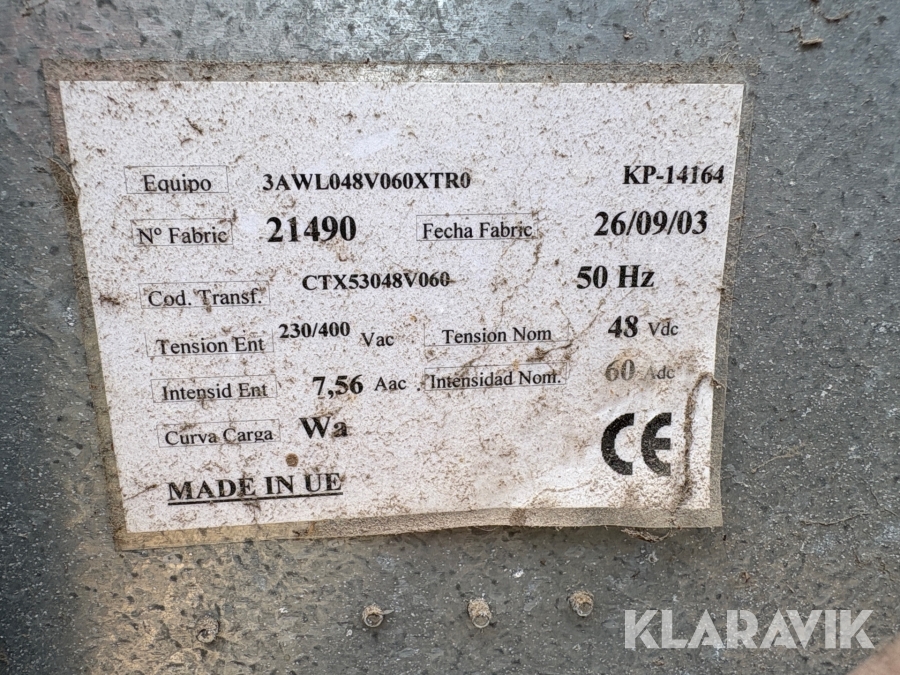 Equipo 3AWL048V060XTR0 KP-14164
Nº Fabric 21490 Fecha Fabric 26/09/03
Cod. Transf. CTX53048V060 50 Hz
Tension Ent 230/400 Vac Tension Nom 48 Vdc
Intensid Ent 7,56 Aac . Intensidad Nom. 60 Adc
Curva Carga Wa
CE
MADE IN UE
KLARAVIK